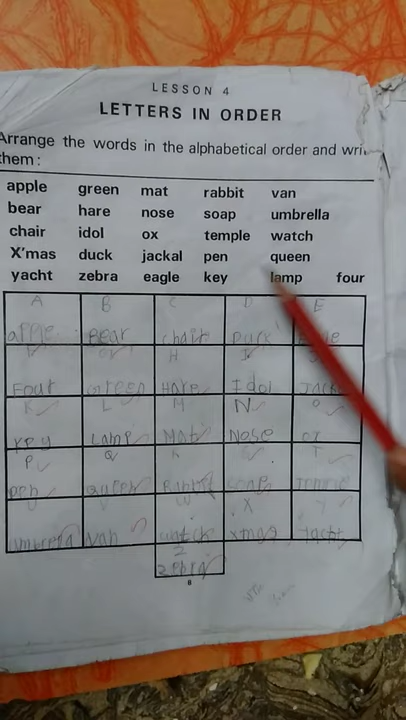 LESSON 4
LETTERS IN ORDER
Arrange the words in the alphabetical order and
them :
apple green mat rabbit van
bear hare nose soap umbrella
chair idol ox temple watch
X'mas duck jackal pen queen
yacht zebra eagle key lamp four
A B C D E
apple Bear chair Duck
H
Four Green Hare Idol
K L M N O
key Lamp Mat Nose ox
P Q R S T
pen queen Rabbit soap Temple
X Y
umbrela Van watch xmas Yacht
Z
zebra
8